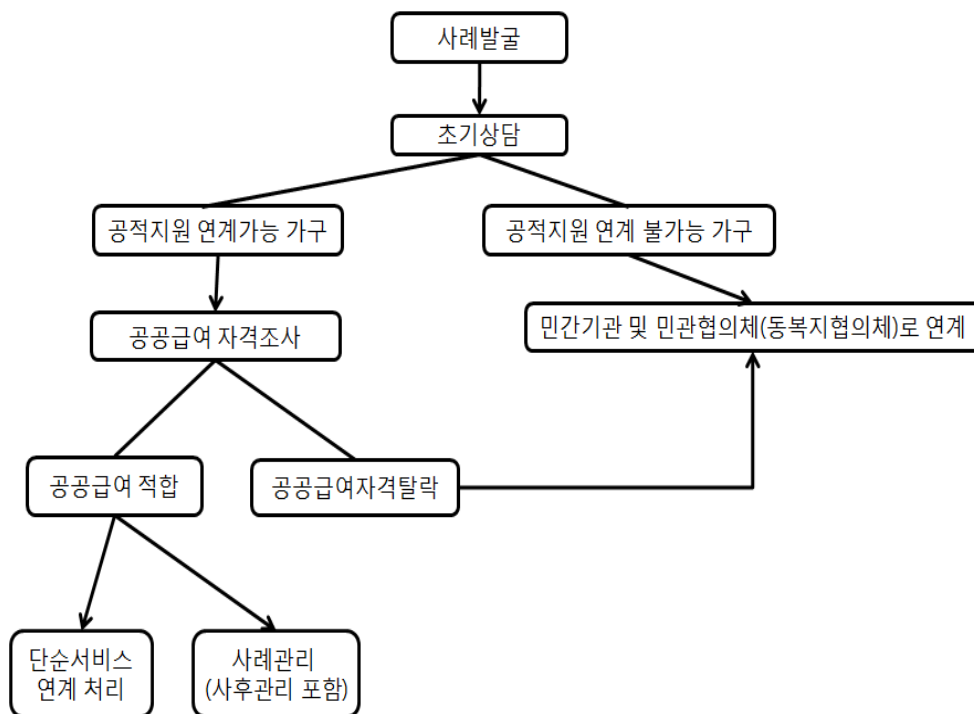 사례발굴
초기상담
공적지원 연계가능 가구
공적지원 연계 불가능 가구
공공급여 자격조사
민간기관 및 민관협의체(동복지협의체)로 연계
공공급여 적합
공공급여자격탈락
단순서비스
연계 처리
사례관리
(사후관리 포함)